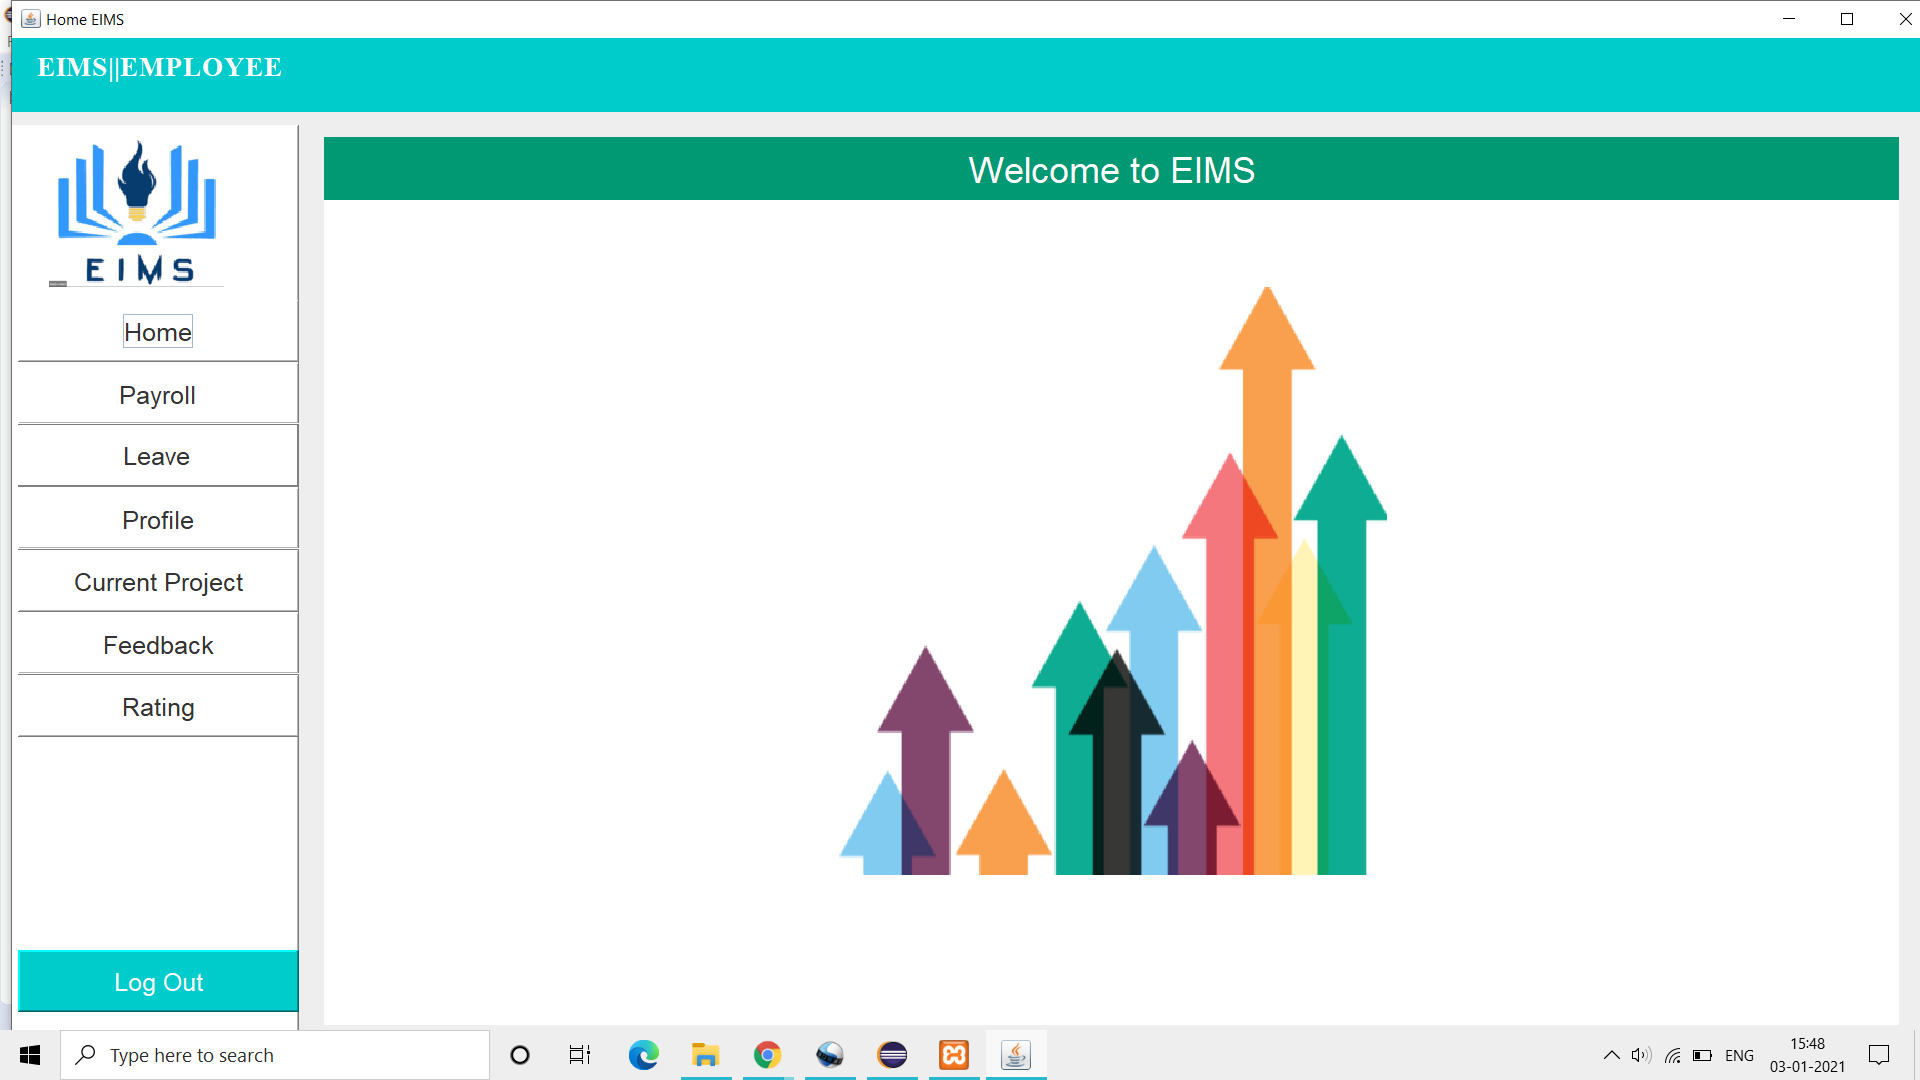 Home EIMS
EIMS||EMPLOYEE
EIMS
Welcome to EIMS
Home
Payroll
Leave
Profile
Current Project
Feedback
Rating
Log Out
Type here to search
ENG
15:48
03-01-2021